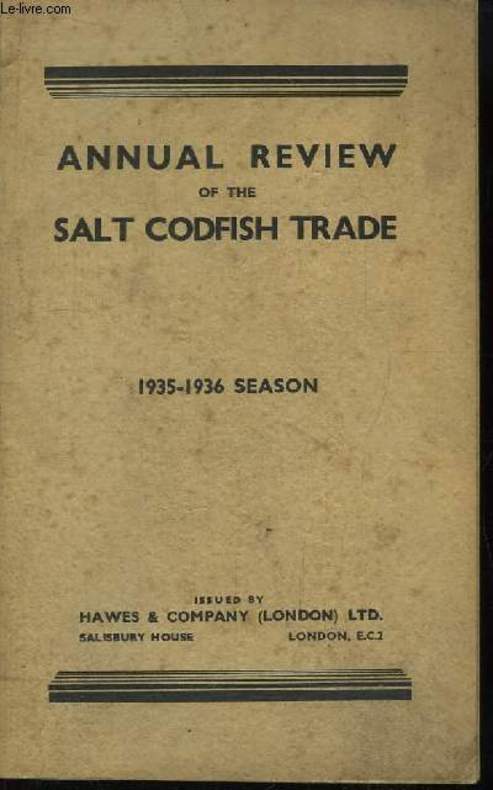 Le-livre.com
ANNUAL REVIEW
OF THE
SALT CODFISH TRADE
1935-1936 SEASON
ISSUED BY
HAWES & COMPANY (LONDON) LTD.
SALISBURY HOUSE LONDON, E.C.2